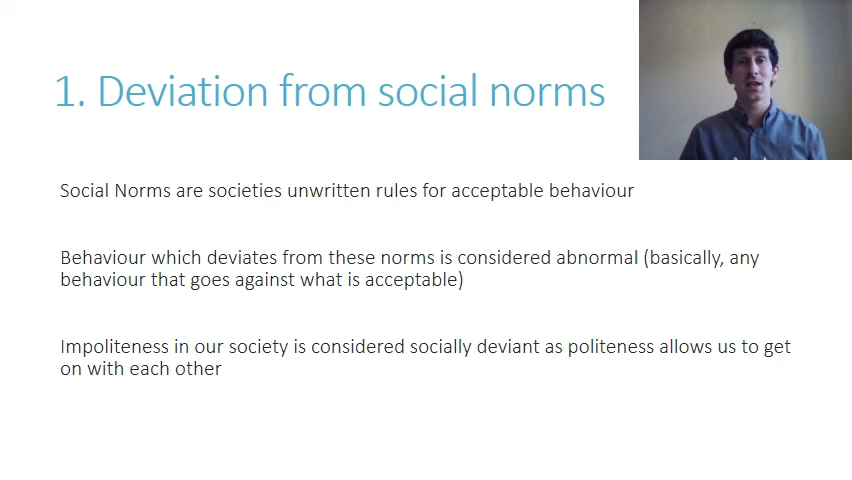 1. Deviation from social norms
Social Norms are societies unwritten rules for acceptable behaviour
Behaviour which deviates from these norms is considered abnormal (basically, any
behaviour that goes against what is acceptable)
Impoliteness in our society is considered socially deviant as politeness allows us to get
on with each other